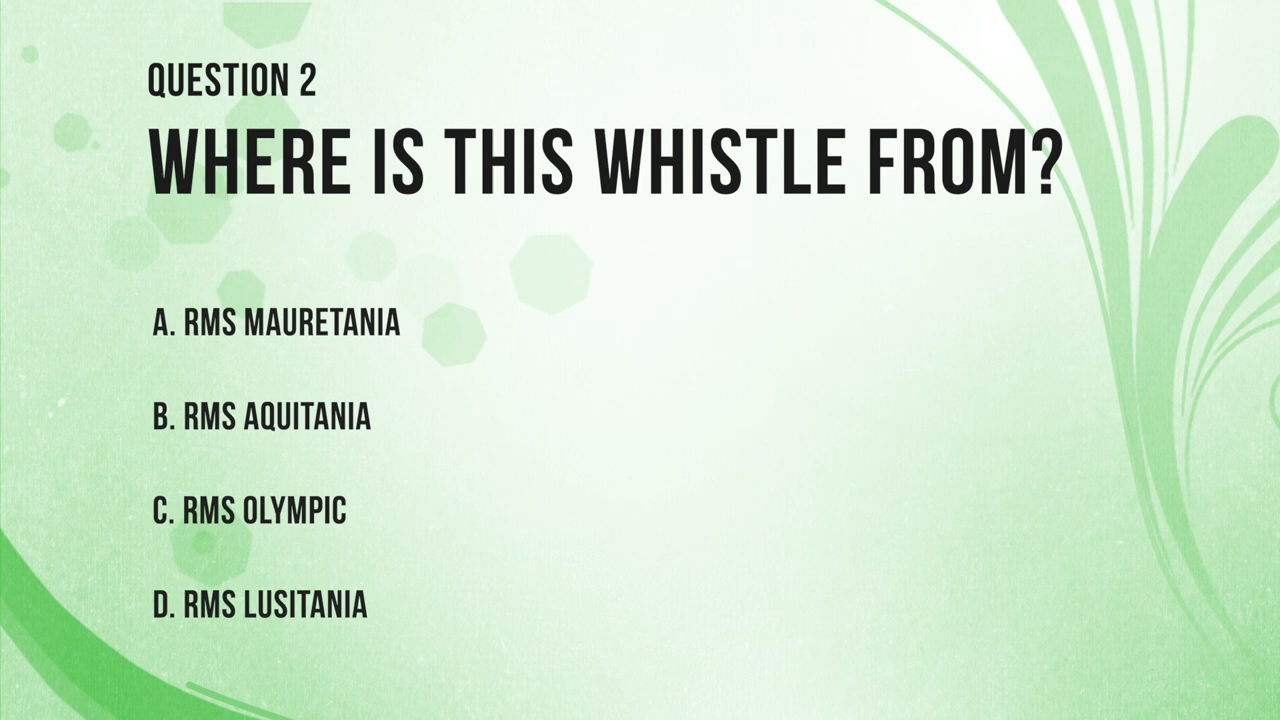 QUESTION 2
WHERE IS THIS WHISTLE FROM?
A. RMS MAURETANIA
B. RMS AQUITANIA
C. RMS OLYMPIC
D. RMS LUSITANIA